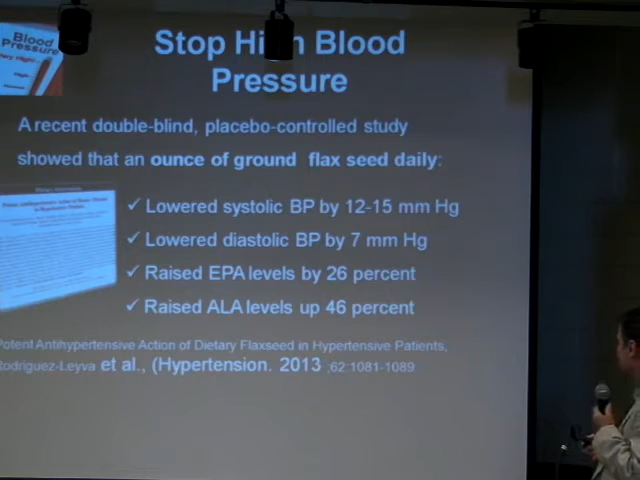 Blood
Pressure
Stop High Blood
Pressure
A recent double-blind, placebo-controlled study
showed that an ounce of ground flax seed daily:
✓ Lowered systolic BP by 12-15 mm Hg
✓ Lowered diastolic BP by 7 mm Hg
✓ Raised EPA levels by 26 percent
✓ Raised ALA levels up 46 percent
Potent Antihypertensive Action of Dietary Flaxseed in Hypertensive Patients,
Rodriguez-Leyva et al., (Hypertension. 2013 ;62:1081-1089